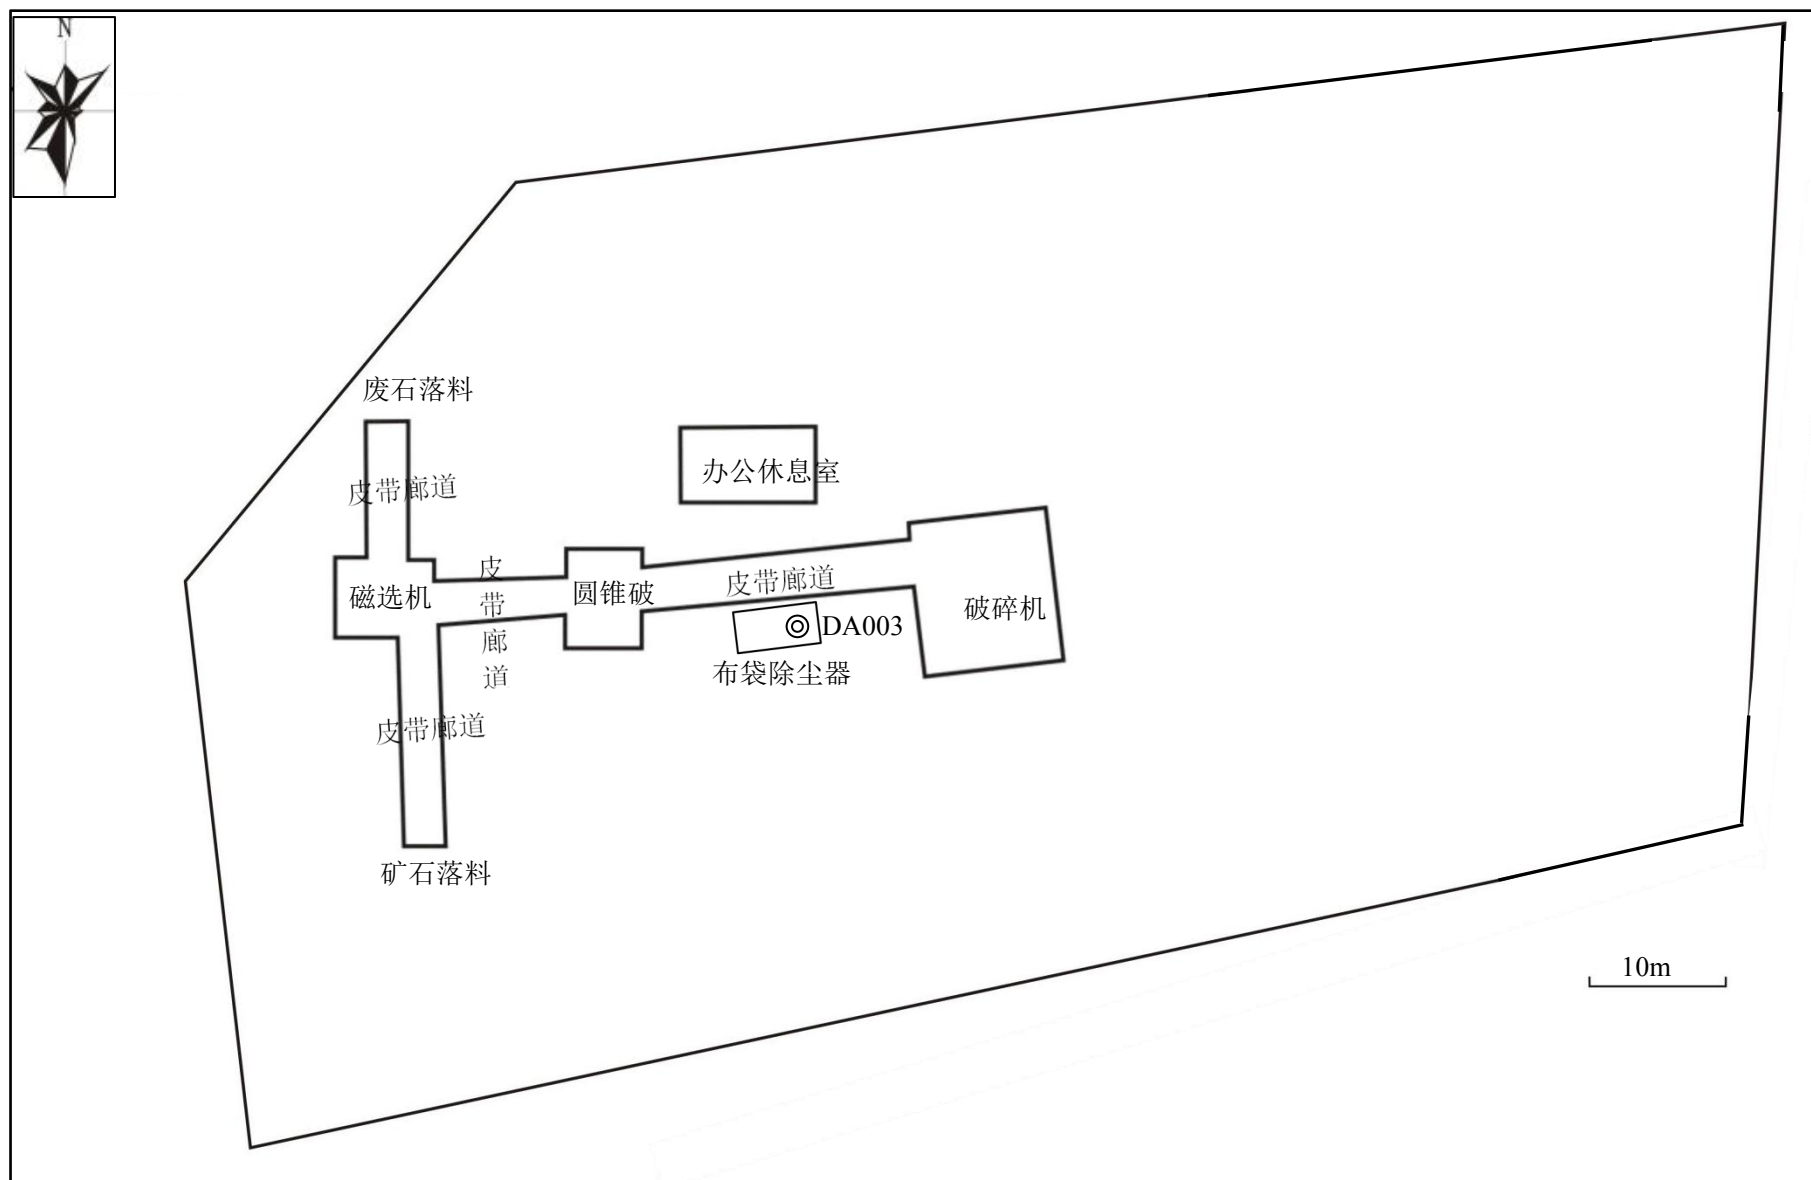 N
废石落料
皮带廊道
办公休息室
皮带廊道
磁选机
圆锥破
皮带廊道
破碎机
DA003
布袋除尘器
皮带廊道
矿石落料
10m